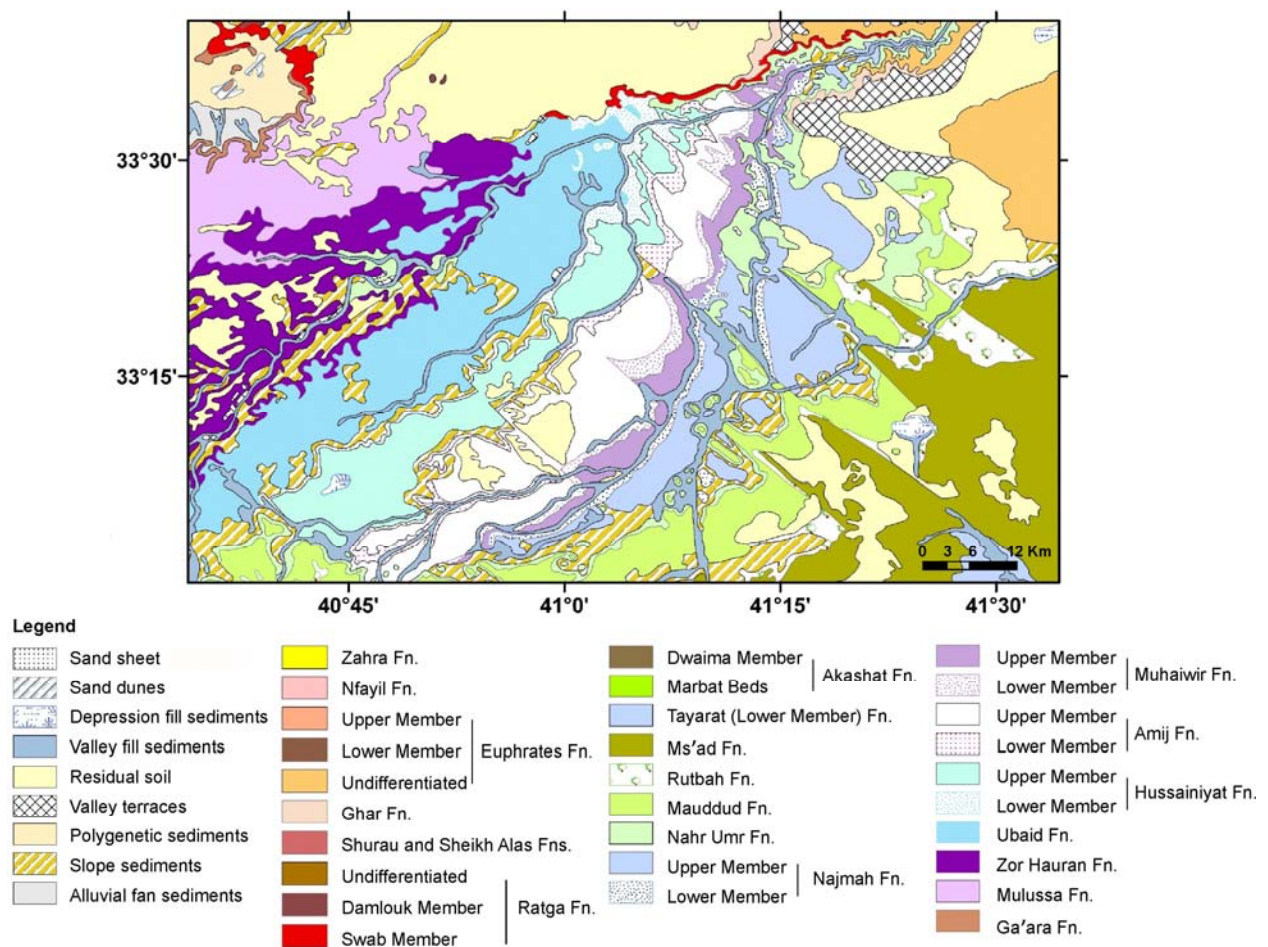 33°30'
33°15'
0 3 6 12 Km
40°45' 41°0' 41°15' 41°30'
Legend
Sand sheet
Sand dunes
Depression fill sediments
Valley fill sediments
Residual soil
Valley terraces
Polygenetic sediments
Slope sediments
Alluvial fan sediments
Zahra Fn.
Nfayil Fn.
Upper Member
Lower Member Euphrates Fn.
Undifferentiated
Ghar Fn.
Shurau and Sheikh Alas Fns.
Undifferentiated
Damlouk Member Ratga Fn.
Swab Member
Dwaima Member Akashat Fn.
Marbat Beds
Tayarat (Lower Member) Fn.
Ms'ad Fn.
Rutbah Fn.
Mauddud Fn.
Nahr Umr Fn.
Upper Member Najmah Fn.
Lower Member
Upper Member Muhaiwir Fn.
Lower Member
Upper Member Amij Fn.
Lower Member
Upper Member Hussainiyat Fn.
Lower Member
Ubaid Fn.
Zor Hauran Fn.
Mulussa Fn.
Ga'ara Fn.